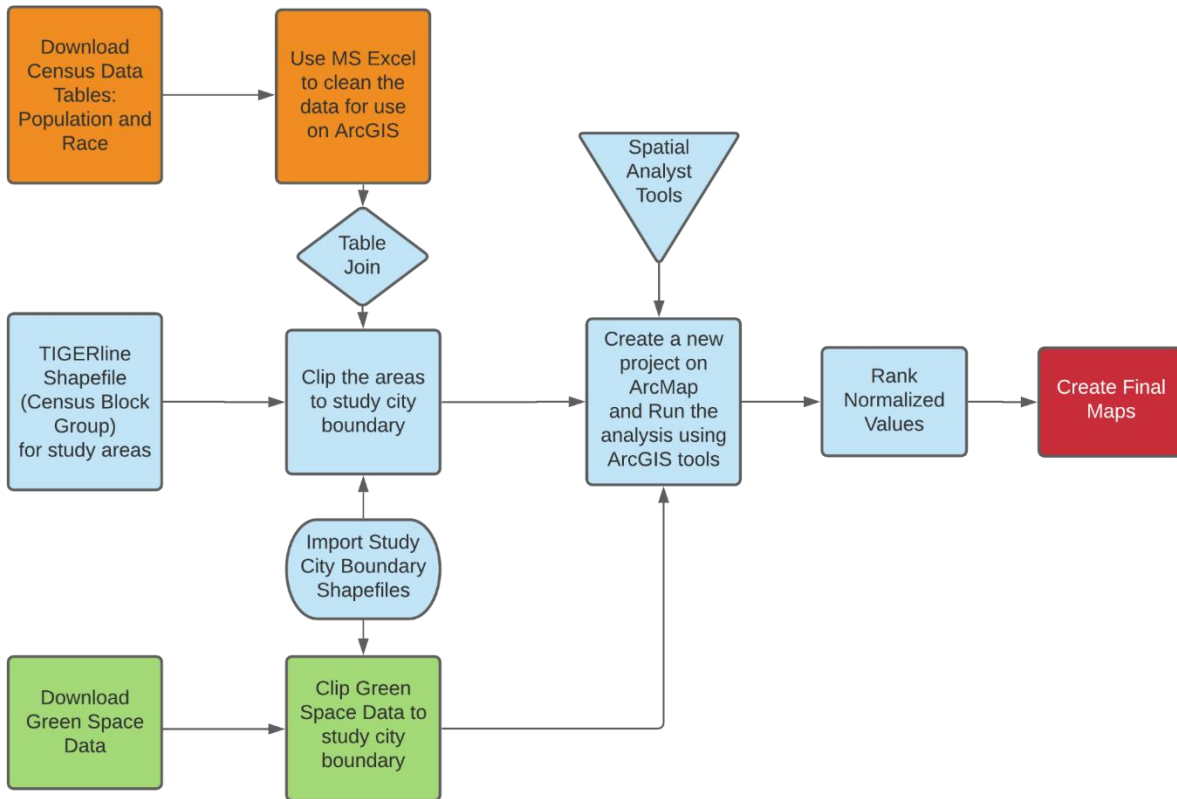 Download
Census Data
Tables:
Population and
Race
Use MS Excel
to clean the
data for use
on ArcGIS
Spatial
Analyst
Tools
Table
Join
TIGERline
Shapefile
(Census Block
Group)
for study areas
Clip the areas
to study city
boundary
Create a new
project on
ArcMap
and Run the
analysis using
ArcGIS tools
Rank
Normalized
Values
Create Final
Maps
Import Study
City Boundary
Shapefiles
Download
Green Space
Data
Clip Green
Space Data to
study city
boundary